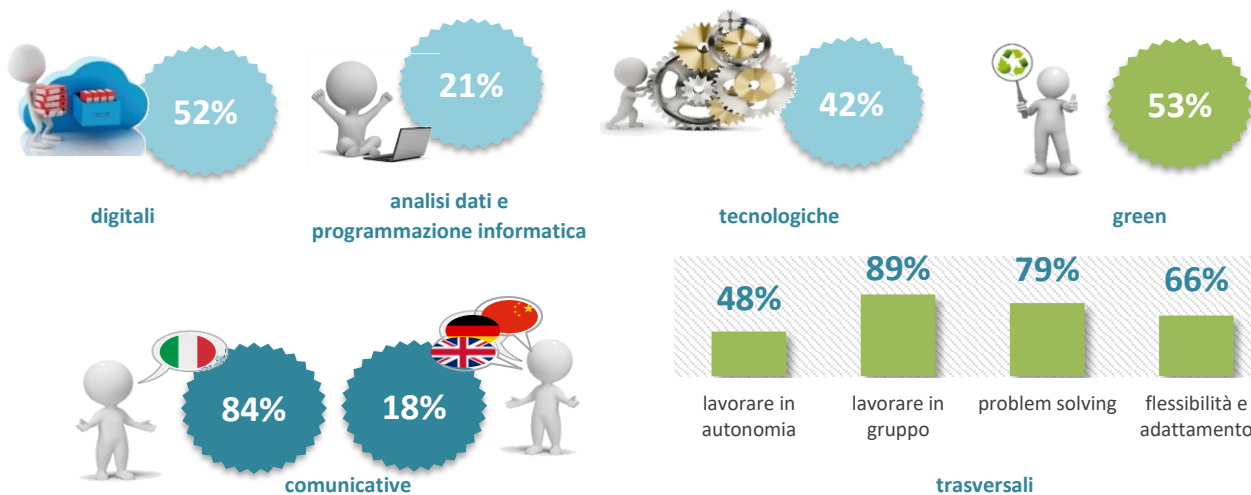 52%
21%
42%
53%
digitali
analisi dati e
programmazione informatica
tecnologiche
green
84%
18%
comunicative
48%
89%
79%
66%
lavorare in
autonomia
lavorare in
gruppo
problem solving
flessibilità e
adattamento
trasversali